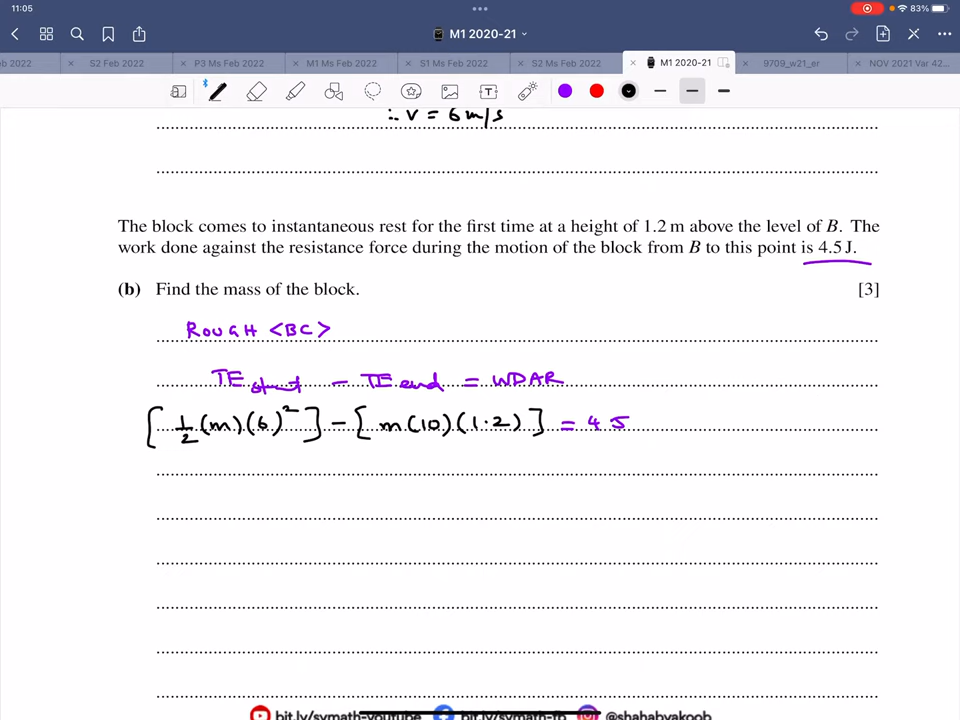 11:05
83%
M1 2020-21
b 2022
S2 Feb 2022
P3 Ms Feb 2022
M1 Ms Feb 2022
S1 Ms Feb 2022
S2 Ms Feb 2022
M1 2020-21
9709_w21_er
NOV 2021 Var 42...
∴ v = 6 m/s
The block comes to instantaneous rest for the first time at a height of 1.2 m above the level of B. The
work done against the resistance force during the motion of the block from B to this point is 4.5 J.
(b) Find the mass of the block. [3]
ROUGH <BC>
TE start - TE end = WDAR
[ 1/2 (m)(6)^2 ] - [ m(10)(1.2) ] = 4.5
bit.ly/symath-youtube bit.ly/symath-fb @shahabyakoob